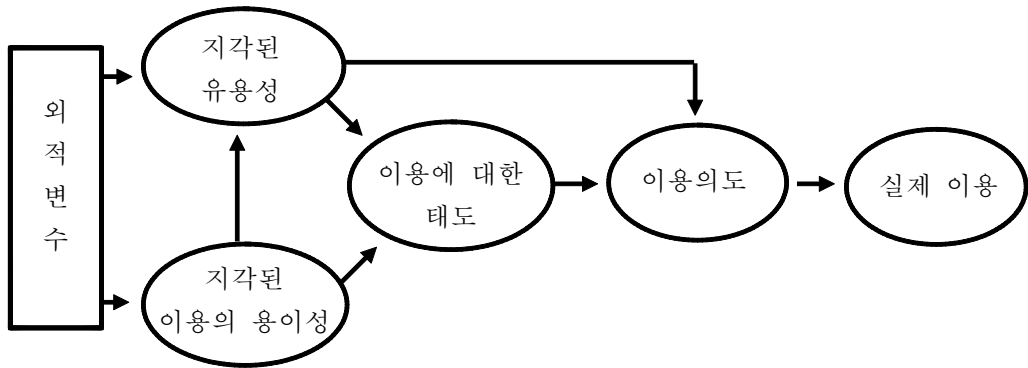 외
적
변
수
지각된
유용성
지각된
이용의 용이성
이용에 대한
태도
이용의도
실제 이용